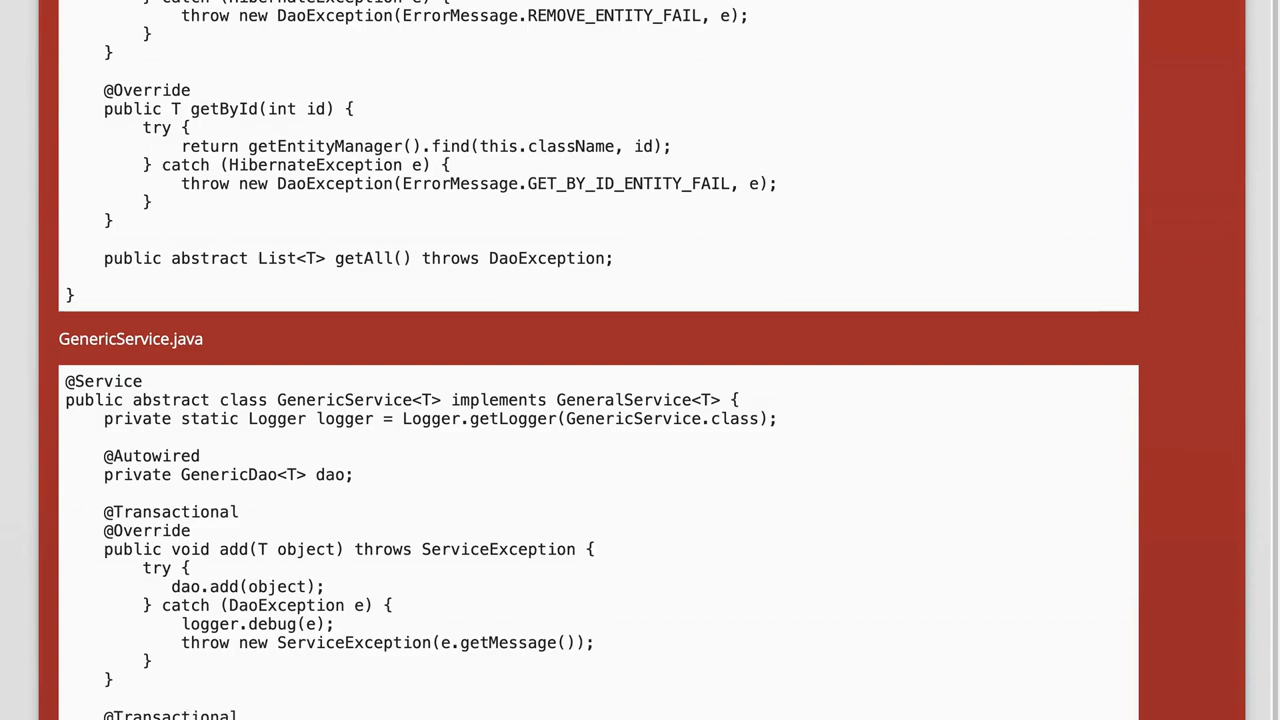 } catch (HibernateException e) {
throw new DaoException(ErrorMessage.REMOVE_ENTITY_FAIL, e);
}
}
@Override
public T getById(int id) {
try {
return getEntityManager().find(this.className, id);
} catch (HibernateException e) {
throw new DaoException(ErrorMessage.GET_BY_ID_ENTITY_FAIL, e);
}
}
public abstract List<T> getAll() throws DaoException;
}
GenericService.java
@Service
public abstract class GenericService<T> implements GeneralService<T> {
private static Logger logger = Logger.getLogger(GenericService.class);
@Autowired
private GenericDao<T> dao;
@Transactional
@Override
public void add(T object) throws ServiceException {
try {
dao.add(object);
} catch (DaoException e) {
logger.debug(e);
throw new ServiceException(e.getMessage());
}
}
@Transactional